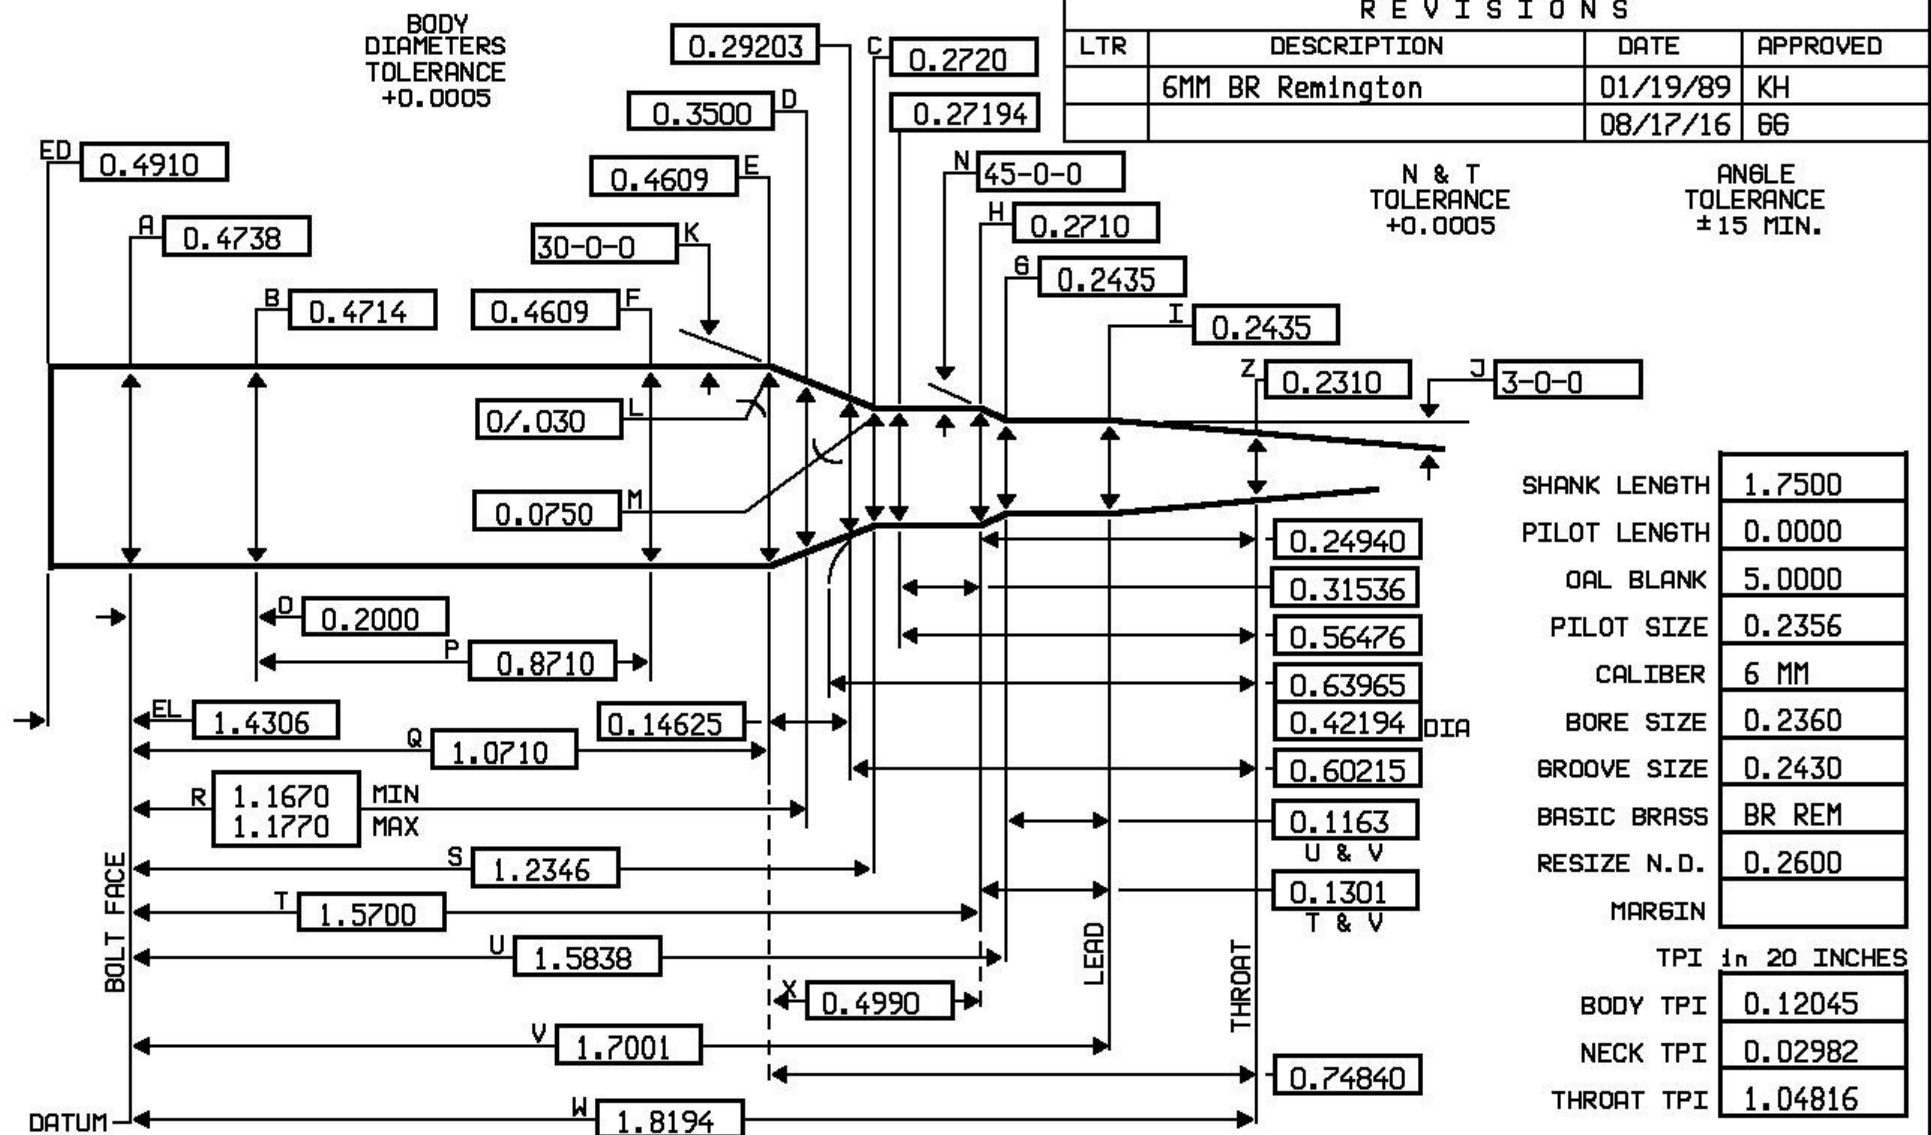 REVISIONS
LTR DESCRIPTION DATE APPROVED
6MM BR Remington 01/19/89 KH
08/17/16 GG
BODY
DIAMETERS
TOLERANCE
+0.0005
0.29203
C 0.2720
0.3500 D
0.27194
ED 0.4910
0.4609 E
N 45-0-0
N & T
TOLERANCE
+0.0005
ANGLE
TOLERANCE
±15 MIN.
A 0.4738
30-0-0 K
H 0.2710
G 0.2435
B 0.4714
0.4609 F
I 0.2435
Z 0.2310
J 3-0-0
0/.030 L
0.0750 M
SHANK LENGTH 1.7500
PILOT LENGTH 0.0000
OAL BLANK 5.0000
PILOT SIZE 0.2356
CALIBER 6 MM
BORE SIZE 0.2360
GROOVE SIZE 0.2430
BASIC BRASS BR REM
RESIZE N.D. 0.2600
MARGIN
TPI in 20 INCHES
BODY TPI 0.12045
NECK TPI 0.02982
THROAT TPI 1.04816
0.24940
0.31536
O 0.2000
0.56476
P 0.8710
0.63965
EL 1.4306
0.14625
0.42194 DIA
Q 1.0710
0.60215
R 1.1670 MIN
1.1770 MAX
0.1163
U & V
S 1.2346
0.1301
T & V
T 1.5700
U 1.5838
X 0.4990
V 1.7001
0.74840
W 1.8194
BOLT FACE
LEAD
THROAT
DATUM